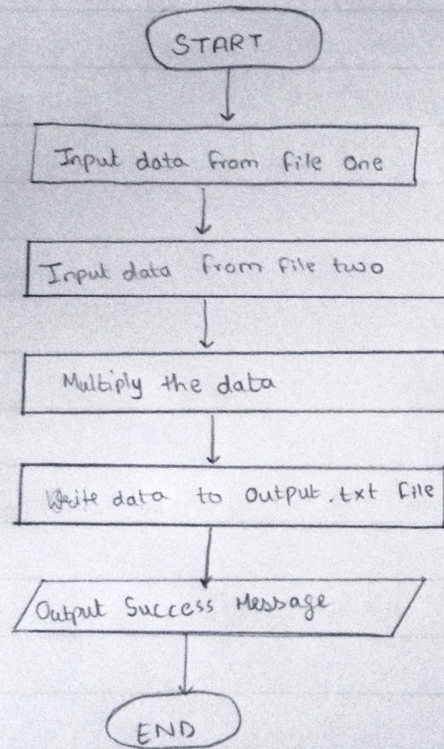 START
Input data from file one
Input data from file two
Multiply the data
Write data to output.txt file
Output Success Message
END